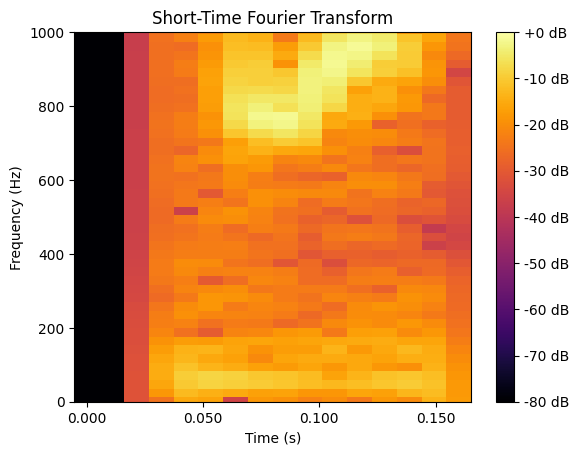 Short-Time Fourier Transform
1000
800
600
400
200
0
Frequency (Hz)
0.000
0.050
0.100
0.150
Time (s)
+0 dB
-10 dB
-20 dB
-30 dB
-40 dB
-50 dB
-60 dB
-70 dB
-80 dB